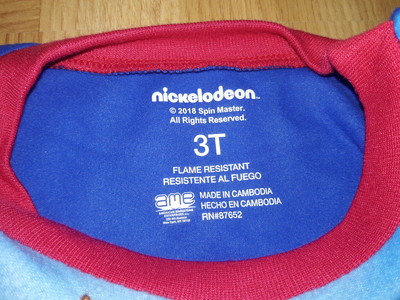 nickelodeon
© 2018 Spin Master.
All Rights Reserved.
3T
FLAME RESISTANT
RESISTENTE AL FUEGO
AME
MADE IN CAMBODIA
HECHO EN CAMBODIA
RN#87652